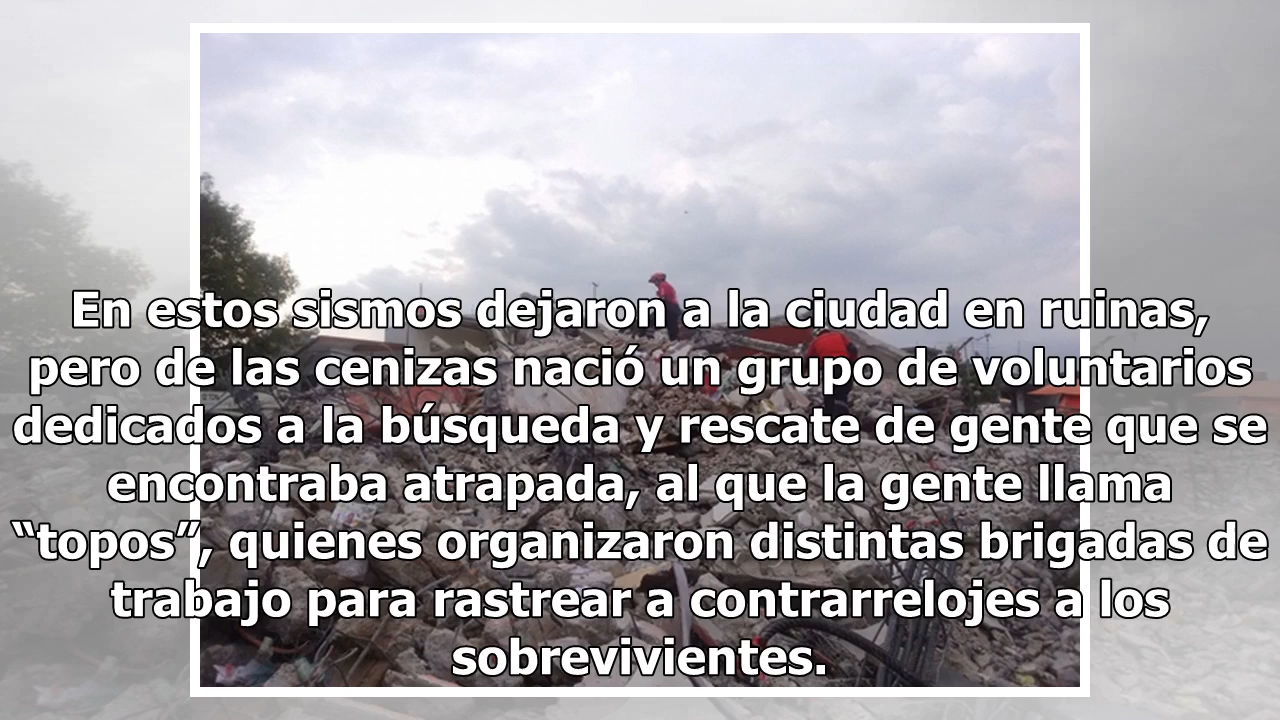 En estos sismos dejaron a la ciudad en ruinas,
pero de las cenizas nació un grupo de voluntarios
dedicados a la búsqueda y rescate de gente que se
encontraba atrapada, al que la gente llama
“topos”, quienes organizaron distintas brigadas de
trabajo para rastrear a contrarrelojes a los
sobrevivientes.